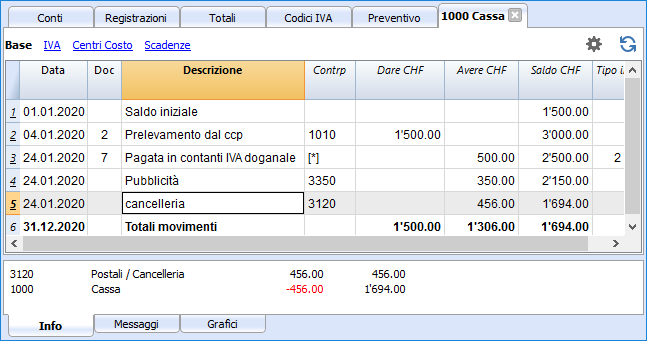 Conti Registrazioni Totali Codici IVA Preventivo 1000 Cassa
Base IVA Centri Costo Scadenze
Data Doc Descrizione Contrp Dare CHF Avere CHF Saldo CHF Tipo i
1 01.01.2020 Saldo iniziale 1'500.00
2 04.01.2020 2 Prelevamento dal ccp 1010 1'500.00 3'000.00
3 24.01.2020 7 Pagata in contanti IVA doganale [*] 500.00 2'500.00 2
4 24.01.2020 Pubblicità 3350 350.00 2'150.00
5 24.01.2020 cancelleria 3120 456.00 1'694.00
6 31.12.2020 Totali movimenti 1'500.00 1'306.00 1'694.00
3120 Postali / Cancelleria 456.00 456.00
1000 Cassa -456.00 1'694.00
Info Messaggi Grafici